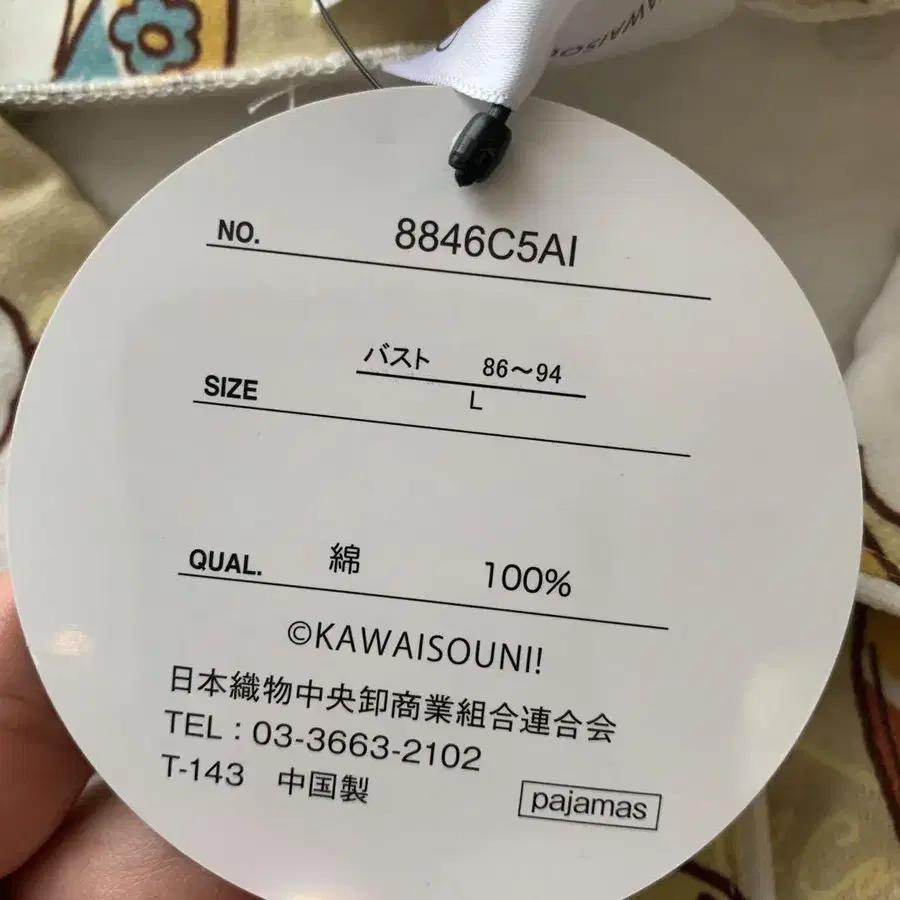 KAWAISOU
NO. 8846C5AI
バスト 86～94
SIZE L
QUAL. 綿 100%
©KAWAISOUNI!
日本織物中央卸商業組合連合会
TEL : 03-3663-2102
T-143 中国製
pajamas